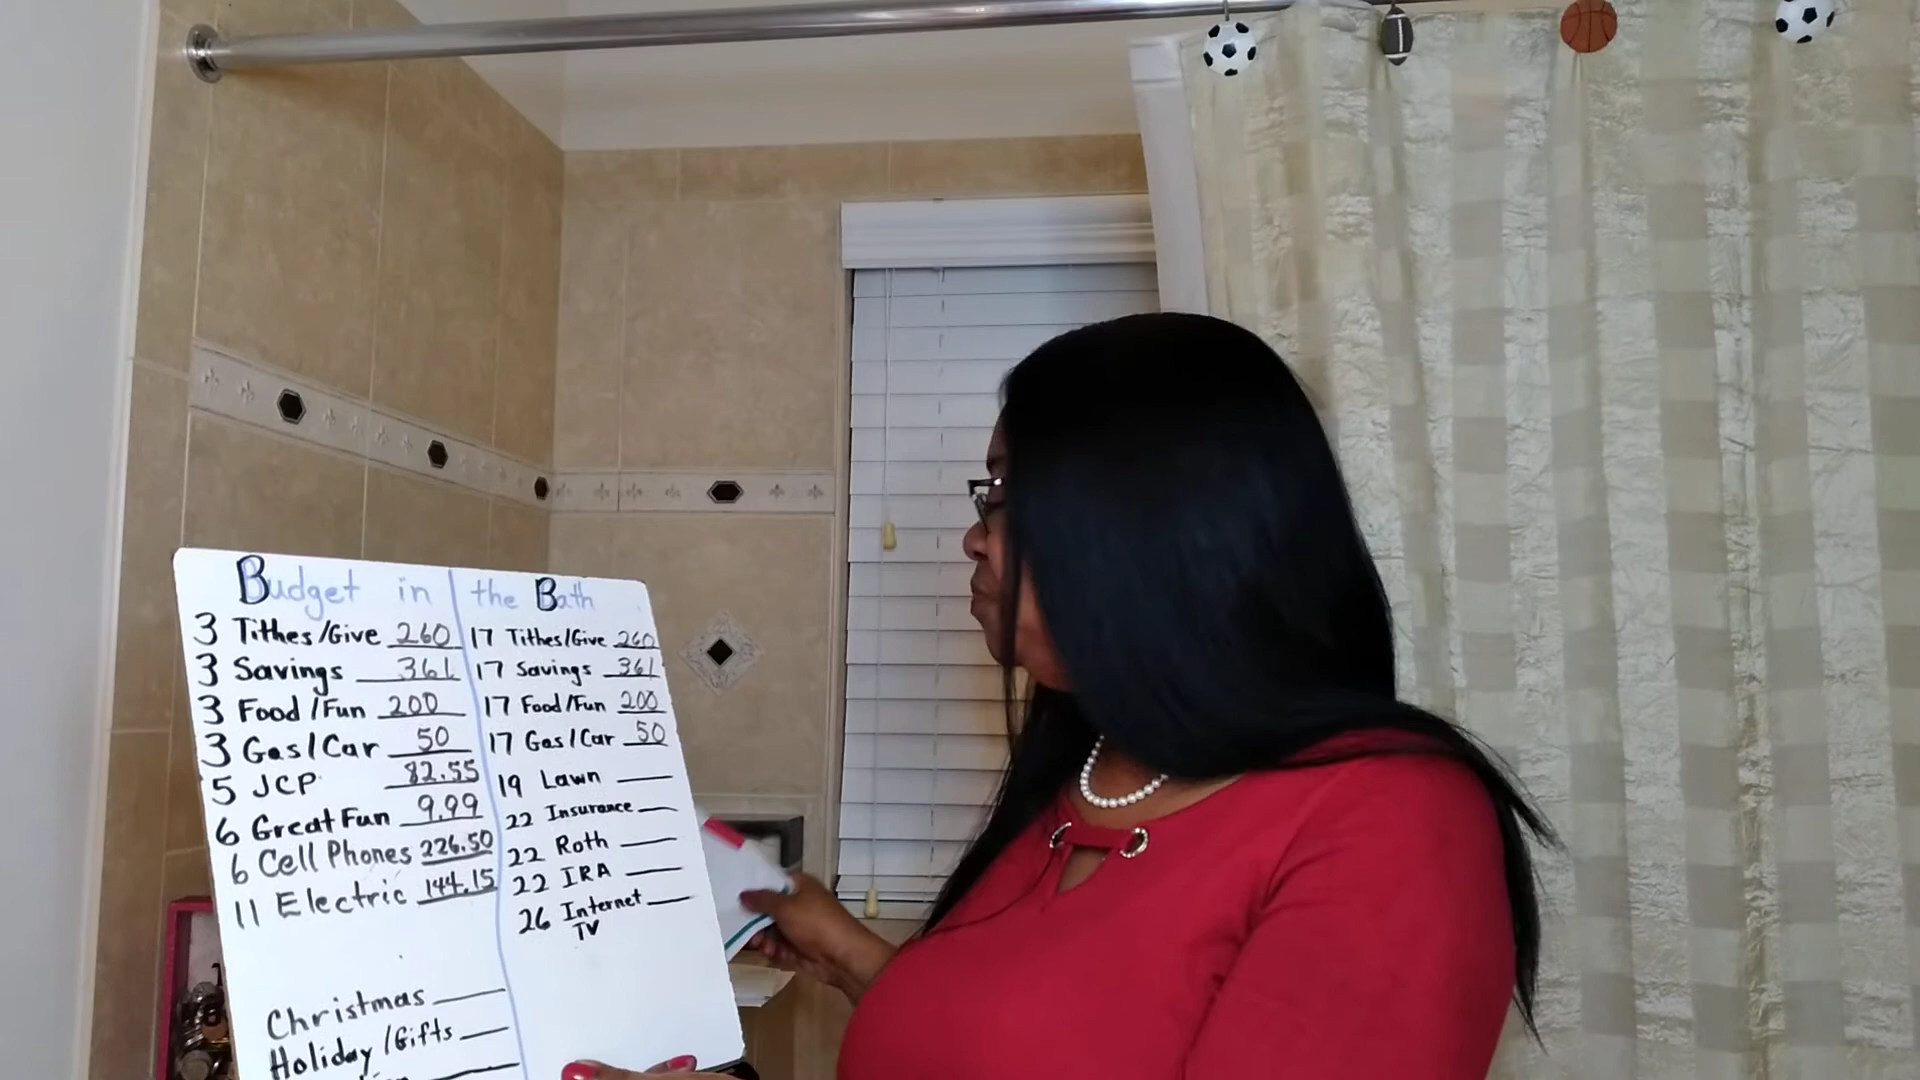 Budget in the Bath
3 Tithes/Give 260
3 Savings 361
3 Food/Fun 200
3 Gas/Car 50
5 JCP 82.55
6 Great Fun 9.99
6 Cell Phones 226.50
11 Electric 144.15
Christmas
Holiday/Gifts
17 Tithes/Give 260
17 Savings 361
17 Food/Fun 200
17 Gas/Car 50
19 Lawn
22 Insurance
22 Roth
22 IRA
26 Internet
TV